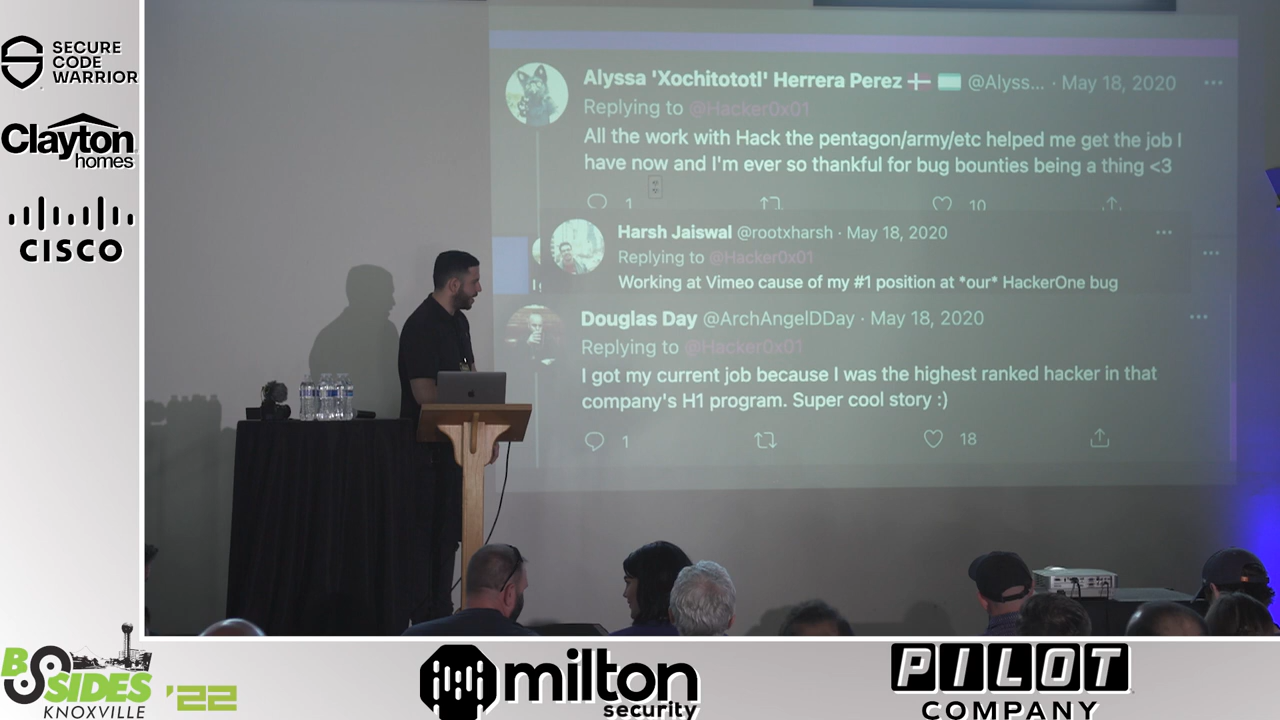 SECURE
CODE
WARRIOR
Clayton
homes
CISCO
Alyssa 'Xochitototl' Herrera Perez @Alyss... · May 18, 2020
Replying to @Hacker0x01
All the work with Hack the pentagon/army/etc helped me get the job I
have now and I'm ever so thankful for bug bounties being a thing <3
1 10
Harsh Jaiswal @rootxharsh · May 18, 2020
Replying to @Hacker0x01
Working at Vimeo cause of my #1 position at *our* HackerOne bug
Douglas Day @ArchAngelDDay · May 18, 2020
Replying to @Hacker0x01
I got my current job because I was the highest ranked hacker in that
company's H1 program. Super cool story :)
1 18
BSIDES
KNOXVILLE
'22
milton
security
PILOT
COMPANY